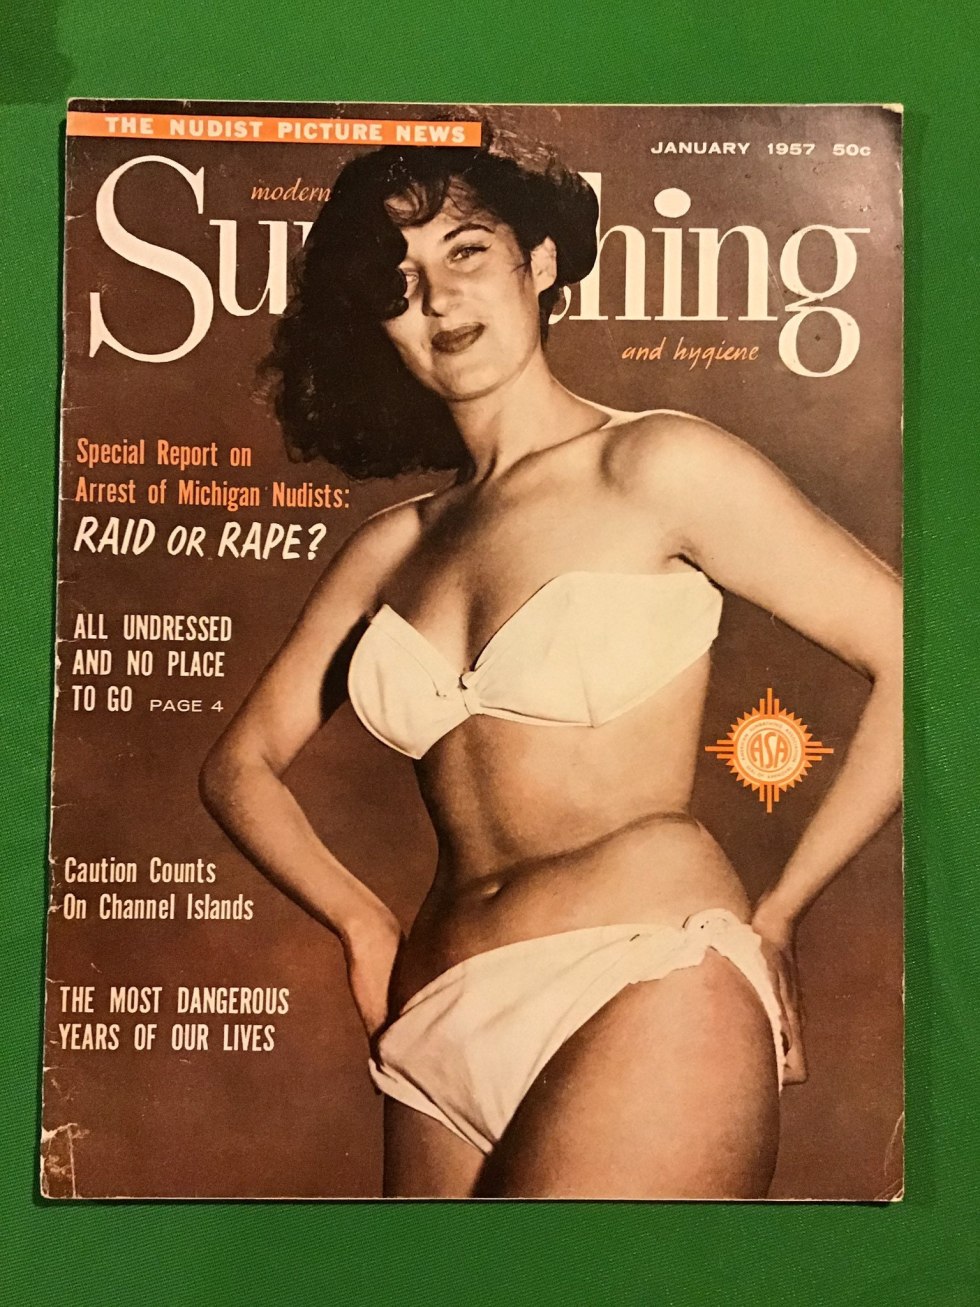 THE NUDIST PICTURE NEWS
JANUARY 1957 50c
modern
Su hing
and hygiene
Special Report on
Arrest of Michigan Nudists:
RAID OR RAPE?
ALL UNDRESSED
AND NO PLACE
TO GO PAGE 4
ASA
Caution Counts
On Channel Islands
THE MOST DANGEROUS
YEARS OF OUR LIVES